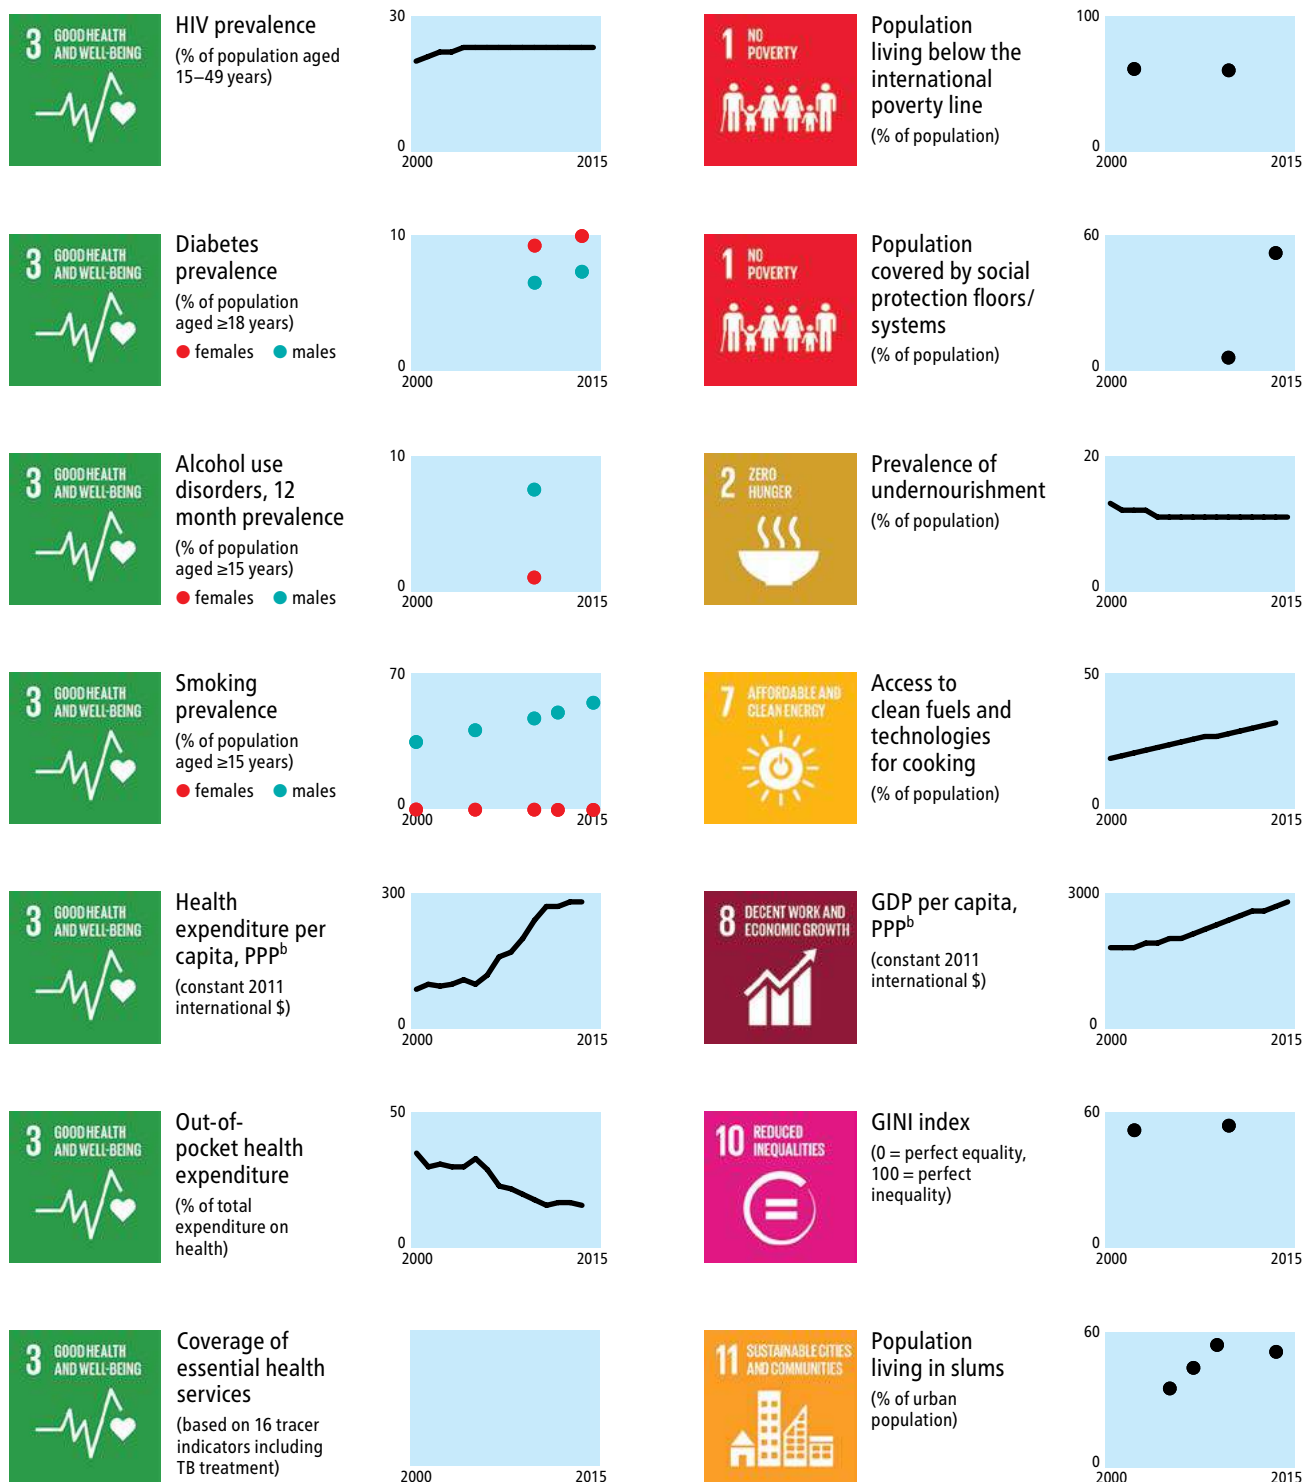 3 GOOD HEALTH
AND WELL-BEING
HIV prevalence
(% of population aged
15–49 years)
30
0
2000 2015
1 NO
POVERTY
Population
living below the
international
poverty line
(% of population)
100
0
2000 2015
3 GOOD HEALTH
AND WELL-BEING
Diabetes
prevalence
(% of population
aged ≥18 years)
females males
10
0
2000 2015
1 NO
POVERTY
Population
covered by social
protection floors/
systems
(% of population)
60
0
2000 2015
3 GOOD HEALTH
AND WELL-BEING
Alcohol use
disorders, 12
month prevalence
(% of population
aged ≥15 years)
females males
10
0
2000 2015
2 ZERO
HUNGER
Prevalence of
undernourishment
(% of population)
20
0
2000 2015
3 GOOD HEALTH
AND WELL-BEING
Smoking
prevalence
(% of population
aged ≥15 years)
females males
70
0
2000 2015
7 AFFORDABLE AND
CLEAN ENERGY
Access to
clean fuels and
technologies
for cooking
(% of population)
50
0
2000 2015
3 GOOD HEALTH
AND WELL-BEING
Health
expenditure per
capita, PPPᵇ
(constant 2011
international $)
300
0
2000 2015
8 DECENT WORK AND
ECONOMIC GROWTH
GDP per capita,
PPPᵇ
(constant 2011
international $)
3000
0
2000 2015
3 GOOD HEALTH
AND WELL-BEING
Out-of-
pocket health
expenditure
(% of total
expenditure on
health)
50
0
2000 2015
10 REDUCED
INEQUALITIES
GINI index
(0 = perfect equality,
100 = perfect
inequality)
60
0
2000 2015
3 GOOD HEALTH
AND WELL-BEING
Coverage of
essential health
services
(based on 16 tracer
indicators including
TB treatment)
2000 2015
11 SUSTAINABLE CITIES
AND COMMUNITIES
Population
living in slums
(% of urban
population)
60
0
2000 2015